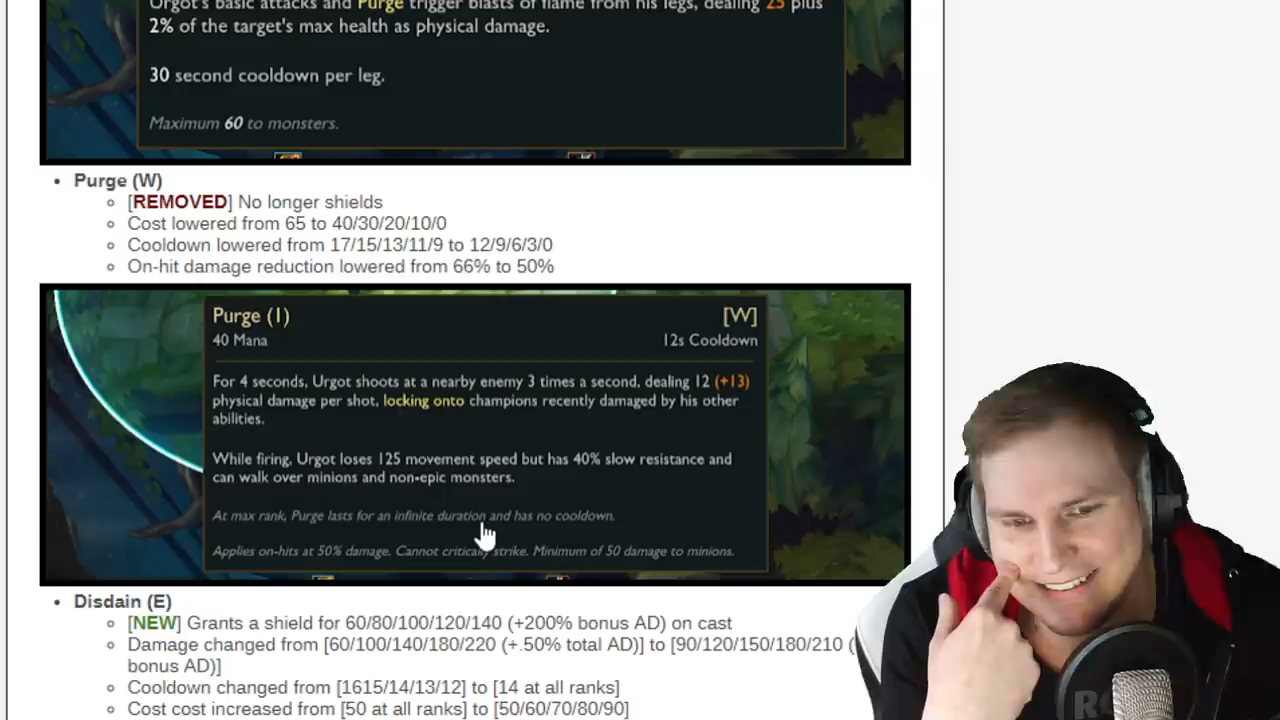 Urgot's basic attacks and Purge trigger blasts of flame from his legs, dealing 25 plus
2% of the target's max health as physical damage.
30 second cooldown per leg.
Maximum 60 to monsters.
• Purge (W)
[REMOVED] No longer shields
Cost lowered from 65 to 40/30/20/10/0
Cooldown lowered from 17/15/13/11/9 to 12/9/6/3/0
On-hit damage reduction lowered from 66% to 50%
Purge (1) [W]
40 Mana 12s Cooldown
For 4 seconds, Urgot shoots at a nearby enemy 3 times a second, dealing 12 (+13)
physical damage per shot, locking onto champions recently damaged by his other
abilities.
While firing, Urgot loses 125 movement speed but has 40% slow resistance and
can walk over minions and non-epic monsters.
At max rank, Purge lasts for an infinite duration and has no cooldown.
Applies on-hits at 50% damage. Cannot critically strike. Minimum of 50 damage to minions.
• Disdain (E)
[NEW] Grants a shield for 60/80/100/120/140 (+200% bonus AD) on cast
Damage changed from [60/100/140/180/220 (+.50% total AD)] to [90/120/150/180/210 (
bonus AD)]
Cooldown changed from [1615/14/13/12] to [14 at all ranks]
Cost cost increased from [50 at all ranks] to [50/60/70/80/90]